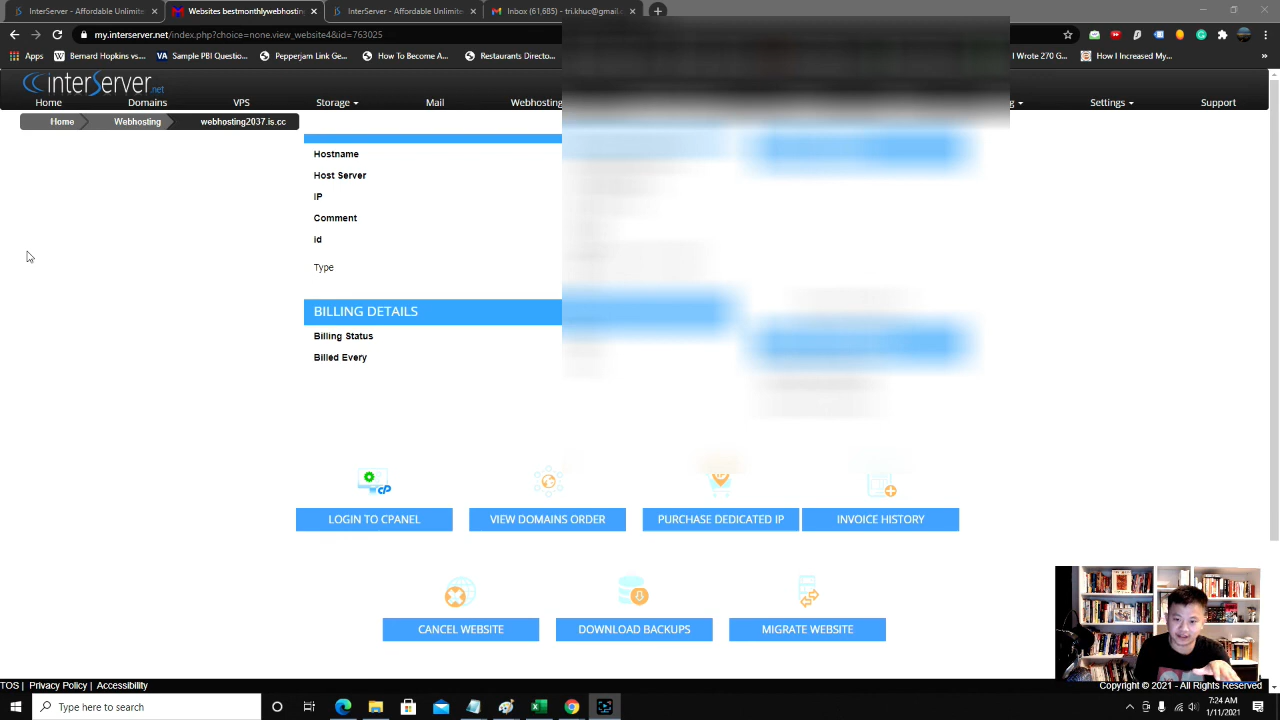 InterServer - Affordable Unlimite
Websites bestmonthlywebhosting
InterServer - Affordable Unlimite
Inbox (61,685) - ti.khuc@gmail.c
my.interserver.net/index.php?choice=none.view_website4&id=763025
Apps
Bernard Hopkins vs....
Sample PBI Questio...
Pepperjam Link Ge...
How To Become A...
Restaurants Directo...
I Wrote 270 G...
How I Increased My...
interServer.net
Home
Domains
VPS
Storage
Mail
Webhosting
Settings
Support
Home
Webhosting
webhosting2037.is.cc
Hostname
Host Server
IP
Comment
id
Type
BILLING DETAILS
Billing Status
Billed Every
LOGIN TO CPANEL
VIEW DOMAINS ORDER
PURCHASE DEDICATED IP
INVOICE HISTORY
CANCEL WEBSITE
DOWNLOAD BACKUPS
MIGRATE WEBSITE
TOS | Privacy Policy | Accessibility
Copyright © 2021 - All Rights Reserved
Type here to search
7:24 AM
1/11/2021